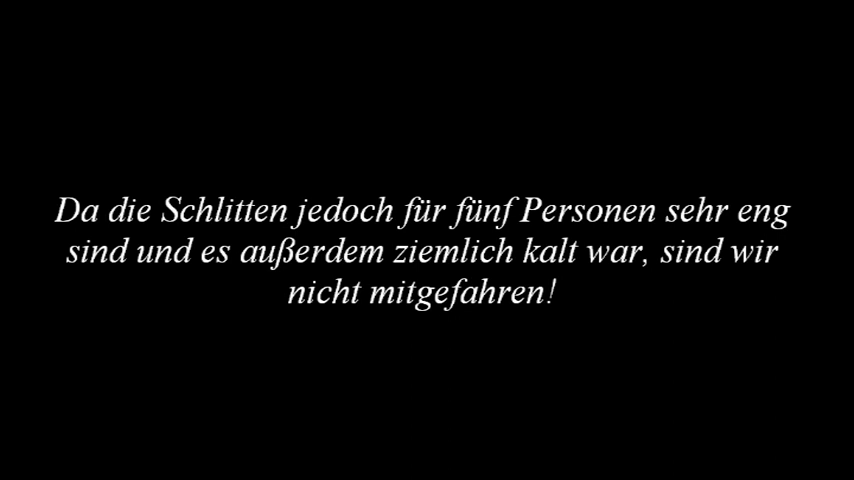 Da die Schlitten jedoch für fünf Personen sehr eng
sind und es außerdem ziemlich kalt war, sind wir
nicht mitgefahren!